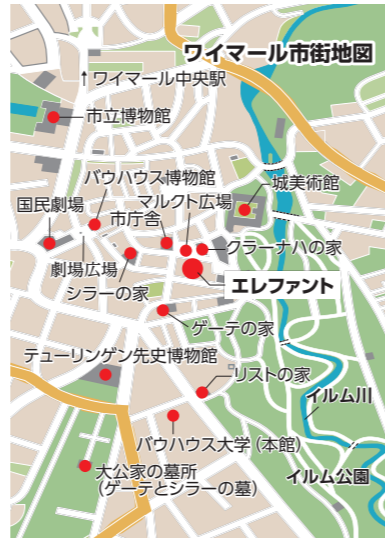 ワイマール市街地図
↑ワイマール中央駅
市立博物館
バウハウス博物館
マルクト広場
城美術館
国民劇場
市庁舎
クラーナハの家
劇場広場
シラーの家
エレファント
ゲーテの家
テューリンゲン先史博物館
リストの家
イルム川
バウハウス大学(本館)
イルム公園
大公家の墓所
(ゲーテとシラーの墓)